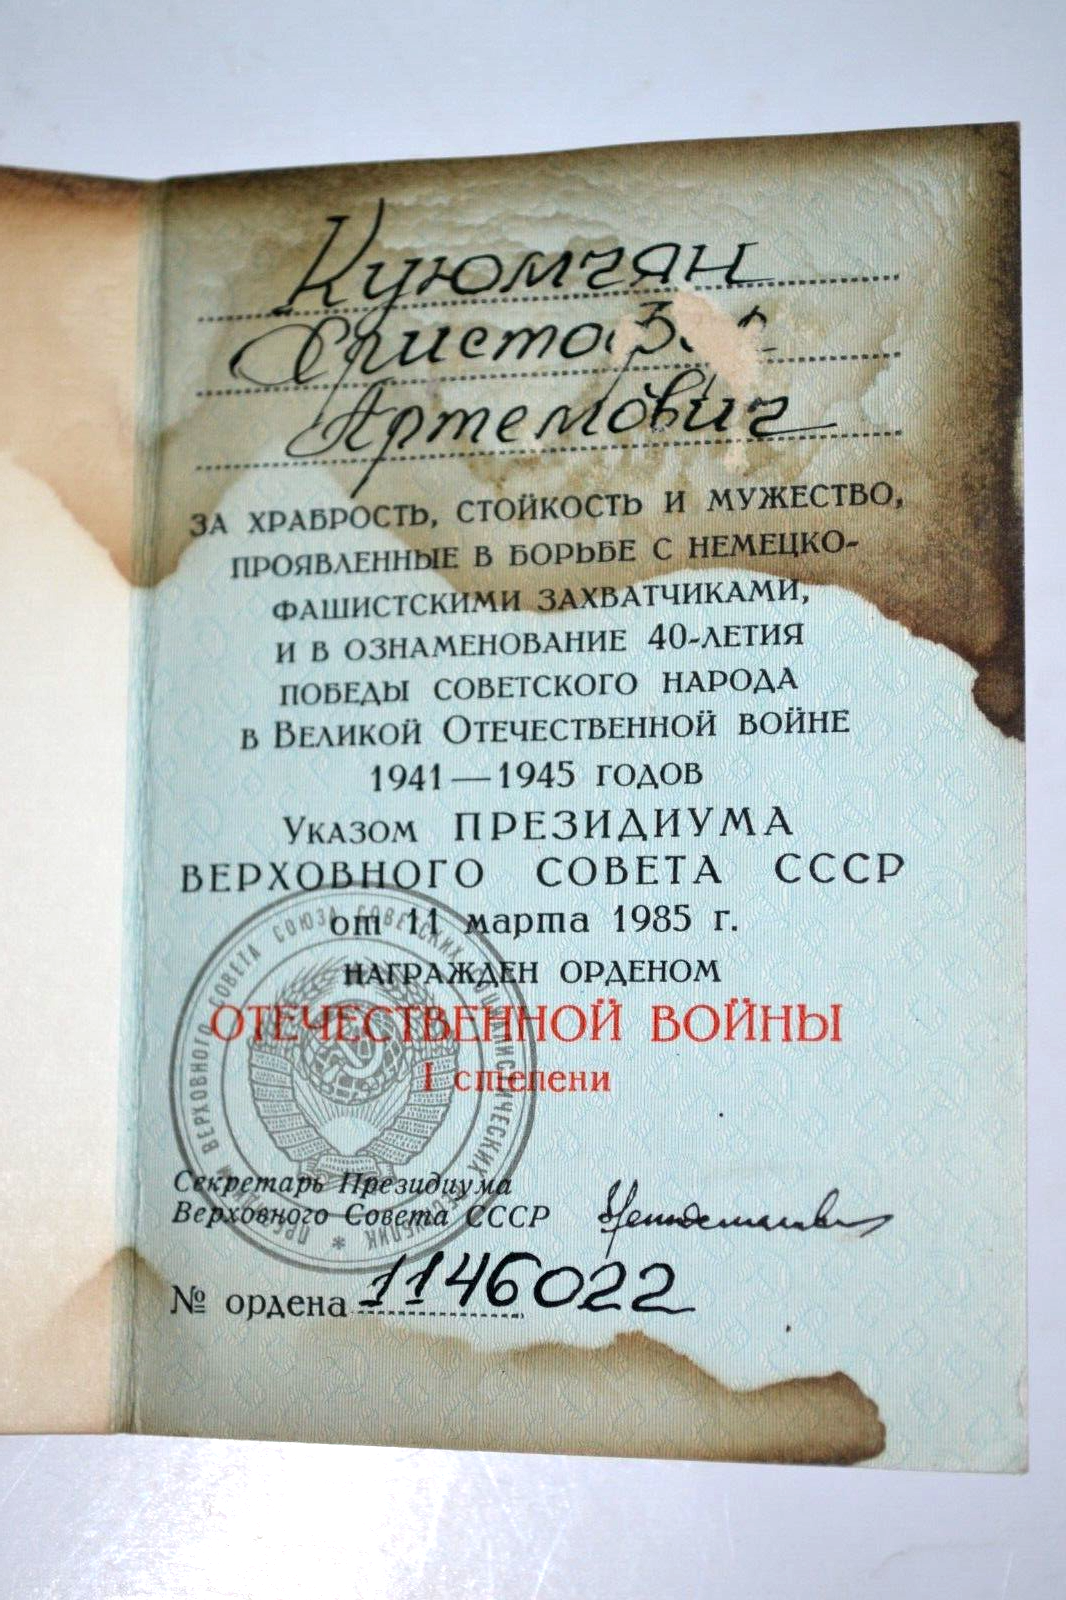 Куюмчян
Артемович
ЗА ХРАБРОСТЬ, СТОЙКОСТЬ И МУЖЕСТВО,
ПРОЯВЛЕННЫЕ В БОРЬБЕ С НЕМЕЦКО-
ФАШИСТСКИМИ ЗАХВАТЧИКАМИ,
И В ОЗНАМЕНОВАНИЕ 40-ЛЕТИЯ
ПОБЕДЫ СОВЕТСКОГО НАРОДА
В ВЕЛИКОЙ ОТЕЧЕСТВЕННОЙ ВОЙНЕ
1941—1945 ГОДОВ
УКАЗОМ ПРЕЗИДИУМА
ВЕРХОВНОГО СОВЕТА СССР
от 11 марта 1985 г.
НАГРАЖДЕН ОРДЕНОМ
ОТЕЧЕСТВЕННОЙ ВОЙНЫ
I степени
Секретарь Президиума
Верховного Совета СССР
№ ордена 1146022